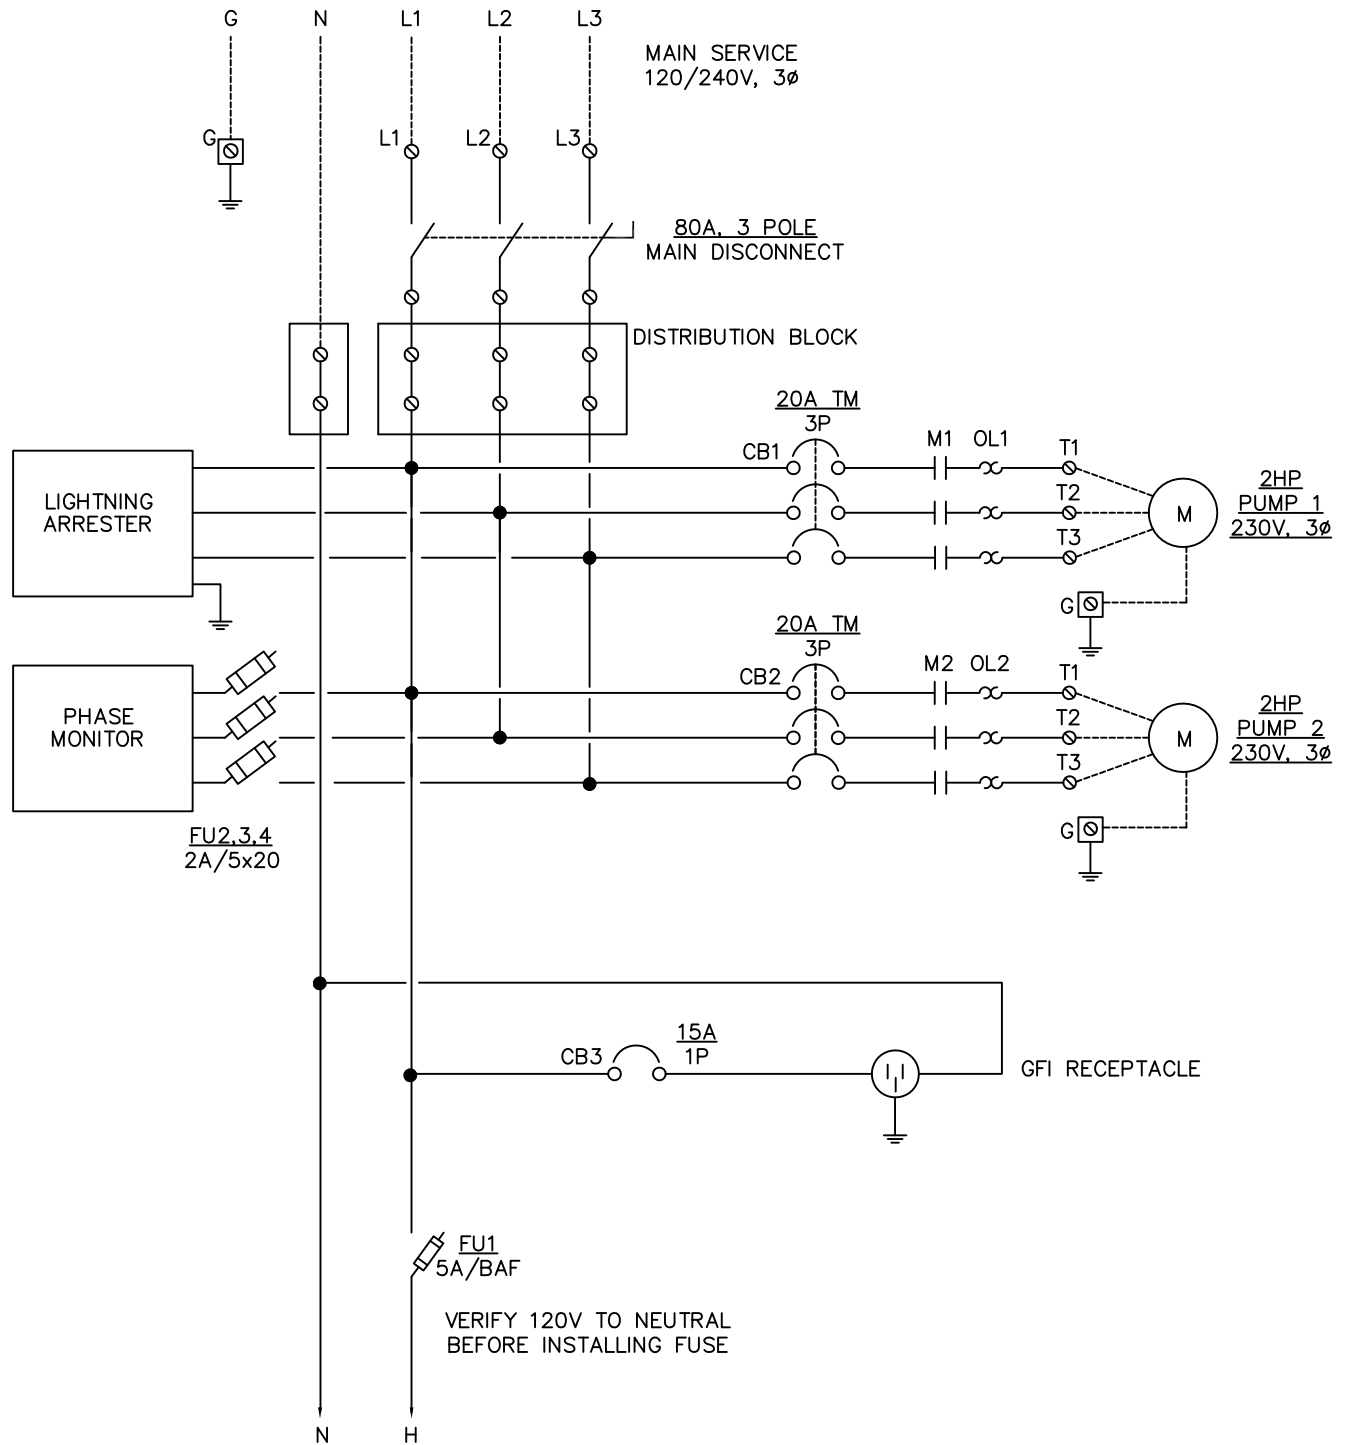 G N L1 L2 L3
MAIN SERVICE
120/240V, 3ø
G L1 L2 L3
80A, 3 POLE
MAIN DISCONNECT
DISTRIBUTION BLOCK
20A TM
3P
CB1 M1 OL1 T1
T2
T3
2HP
PUMP 1
230V, 3ø
M
G
LIGHTNING
ARRESTER
20A TM
3P
CB2 M2 OL2 T1
T2
T3
2HP
PUMP 2
230V, 3ø
M
G
PHASE
MONITOR
FU2,3,4
2A/5x20
15A
1P
CB3
GFI RECEPTACLE
FU1
5A/BAF
VERIFY 120V TO NEUTRAL
BEFORE INSTALLING FUSE
N H